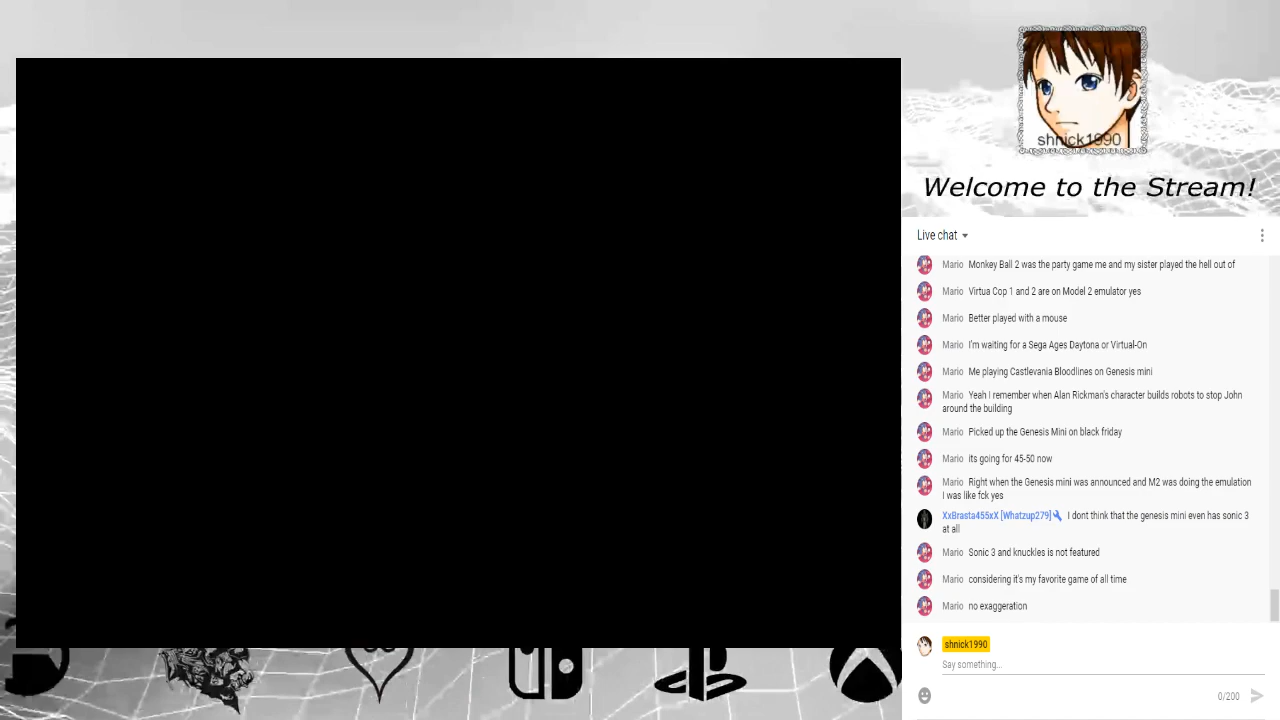 shnick1990
Welcome to the Stream!
Live chat
Mario Monkey Ball 2 was the party game me and my sister played the hell out of
Mario Virtua Cop 1 and 2 are on Model 2 emulator yes
Mario Better played with a mouse
Mario I'm waiting for a Sega Ages Daytona or Virtual-On
Mario Me playing Castlevania Bloodlines on Genesis mini
Mario Yeah I remember when Alan Rickman's character builds robots to stop John
around the building
Mario Picked up the Genesis Mini on black friday
Mario its going for 45-50 now
Mario Right when the Genesis mini was announced and M2 was doing the emulation
I was like fck yes
XxBrasta455xX [Whatzup279] I dont think that the genesis mini even has sonic 3
at all
Mario Sonic 3 and knuckles is not featured
Mario considering it's my favorite game of all time
Mario no exaggeration
shnick1990
Say something...
0/200